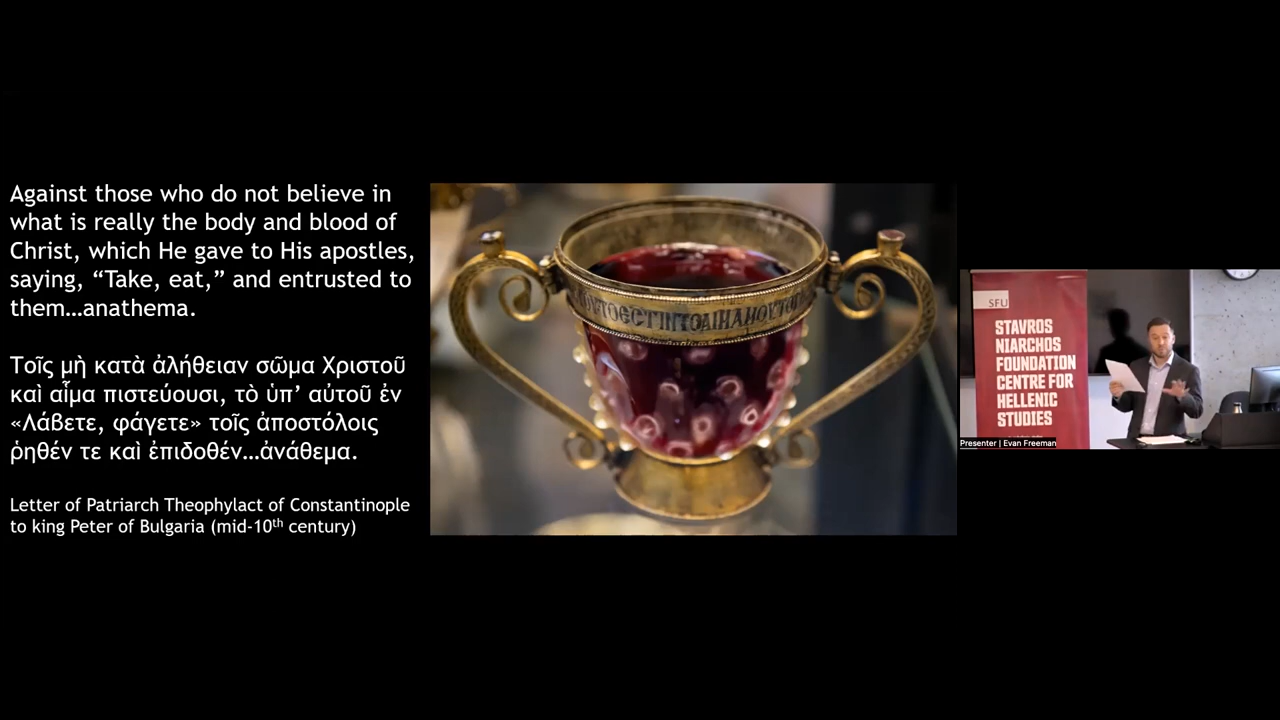 Against those who do not believe in
what is really the body and blood of
Christ, which He gave to His apostles,
saying, “Take, eat,” and entrusted to
them…anathema.
Τοῖς μὴ κατὰ ἀλήθειαν σῶμα Χριστοῦ
καὶ αἷμα πιστεύουσι, τὸ ὑπ’ αὐτοῦ ἐν
«Λάβετε, φάγετε» τοῖς ἀποστόλοις
ῥηθέν τε καὶ ἐπιδοθέν…ἀνάθεμα.
Letter of Patriarch Theophylact of Constantinople
to king Peter of Bulgaria (mid-10th century)
SFU
STAVROS
NIARCHOS
FOUNDATION
CENTRE FOR
HELLENIC
STUDIES
Presenter | Evan Freeman